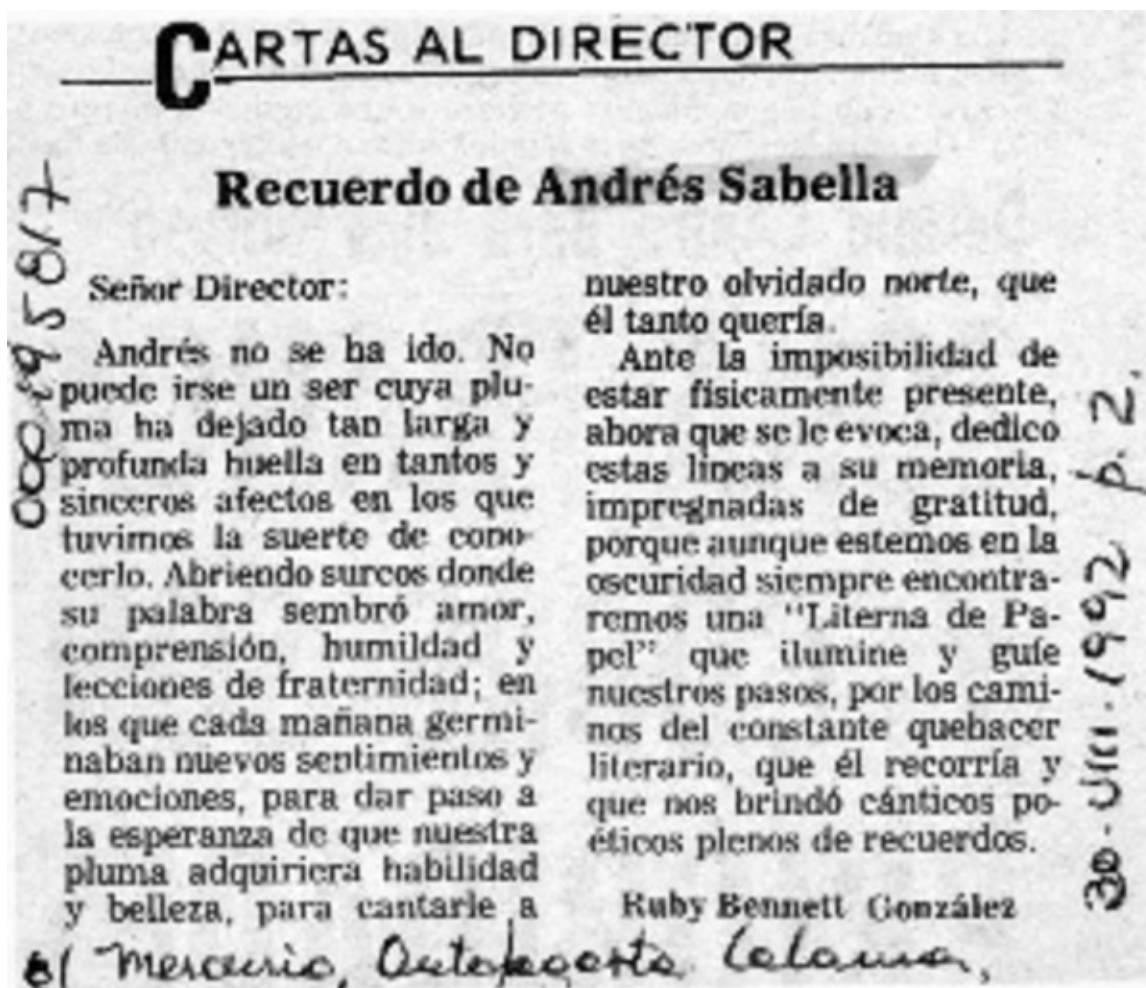 CARTAS AL DIRECTOR
Recuerdo de Andrés Sabella
Señor Director:
Andrés no se ha ido. No
puede irse un ser cuya plu-
ma ha dejado tan larga y
profunda huella en tantos y
sinceros afectos en los que
tuvimos la suerte de cono-
cerlo. Abriendo surcos donde
su palabra sembró amor,
comprensión, humildad y
lecciones de fraternidad; en
los que cada mañana germi-
naban nuevos sentimientos y
emociones, para dar paso a
la esperanza de que nuestra
pluma adquiriera habilidad
y belleza, para cantarle a
nuestro olvidado norte, que
él tanto quería.
Ante la imposibilidad de
estar físicamente presente,
ahora que se le evoca, dedico
estas líneas a su memoria,
impregnadas de gratitud,
porque aunque estemos en la
oscuridad siempre encontra-
remos una "Literna de Pa-
pel" que ilumine y guíe
nuestros pasos, por los cami-
nos del constante quehacer
literario, que él recorría y
que nos brindó cánticos po-
éticos plenos de recuerdos.
Ruby Bennett González
El Mercurio, Antofagasta Calama,
30-VIII-1992 p. 2.